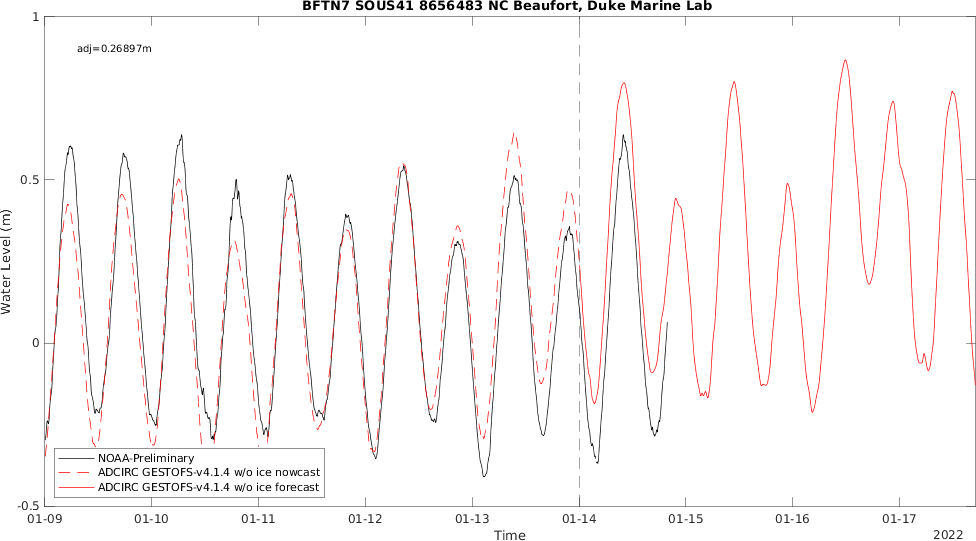 BFTN7 SOUS41 8656483 NC Beaufort, Duke Marine Lab
adj=0.26897m
1
0.5
0
-0.5
Water Level (m)
NOAA-Preliminary
ADCIRC GESTOFS-v4.1.4 w/o ice nowcast
ADCIRC GESTOFS-v4.1.4 w/o ice forecast
01-09 01-10 01-11 01-12 01-13 01-14 01-15 01-16 01-17
Time
2022